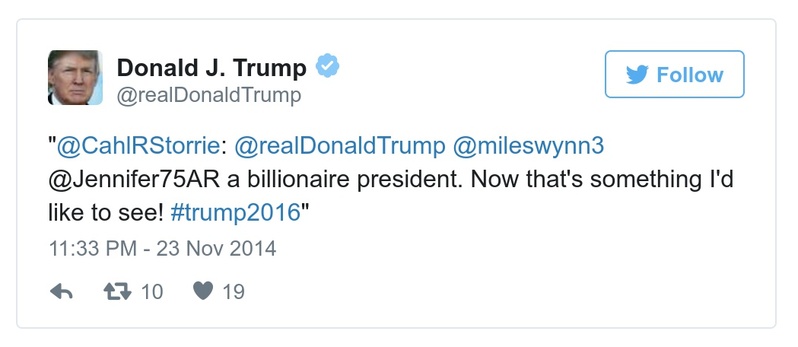 Donald J. Trump
Follow
@realDonaldTrump
"@CahlRStorrie: @realDonaldTrump @mileswynn3
@Jennifer75AR a billionaire president. Now that's something I'd
like to see! #trump2016"
11:33 PM - 23 Nov 2014
10 19